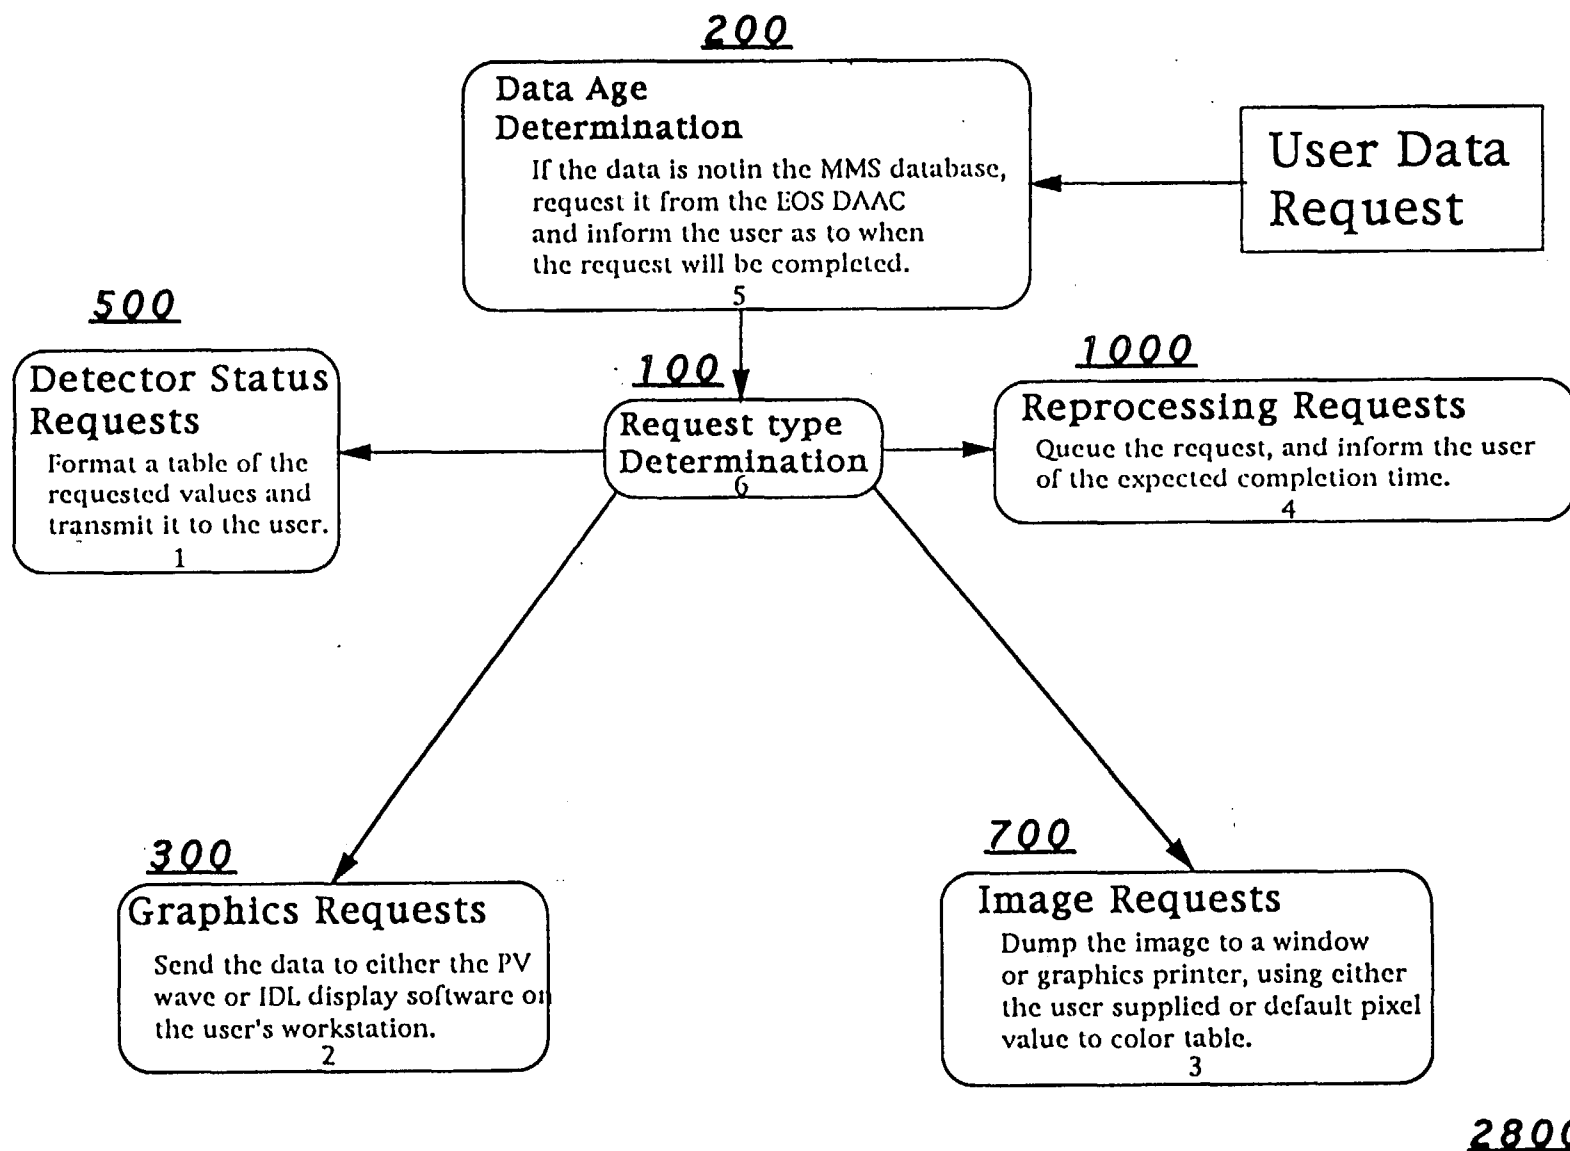 200
Data Age
Determination
If the data is notin the MMS database,
request it from the EOS DAAC
and inform the user as to when
the request will be completed.
5
User Data
Request
500
Detector Status
Requests
Format a table of the
requested values and
transmit it to the user.
1
100
Request type
Determination
6
1000
Reprocessing Requests
Queue the request, and inform the user
of the expected completion time.
4
300
Graphics Requests
Send the data to either the PV
wave or IDL display software on
the user's workstation.
2
700
Image Requests
Dump the image to a window
or graphics printer, using either
the user supplied or default pixel
value to color table.
3
2800